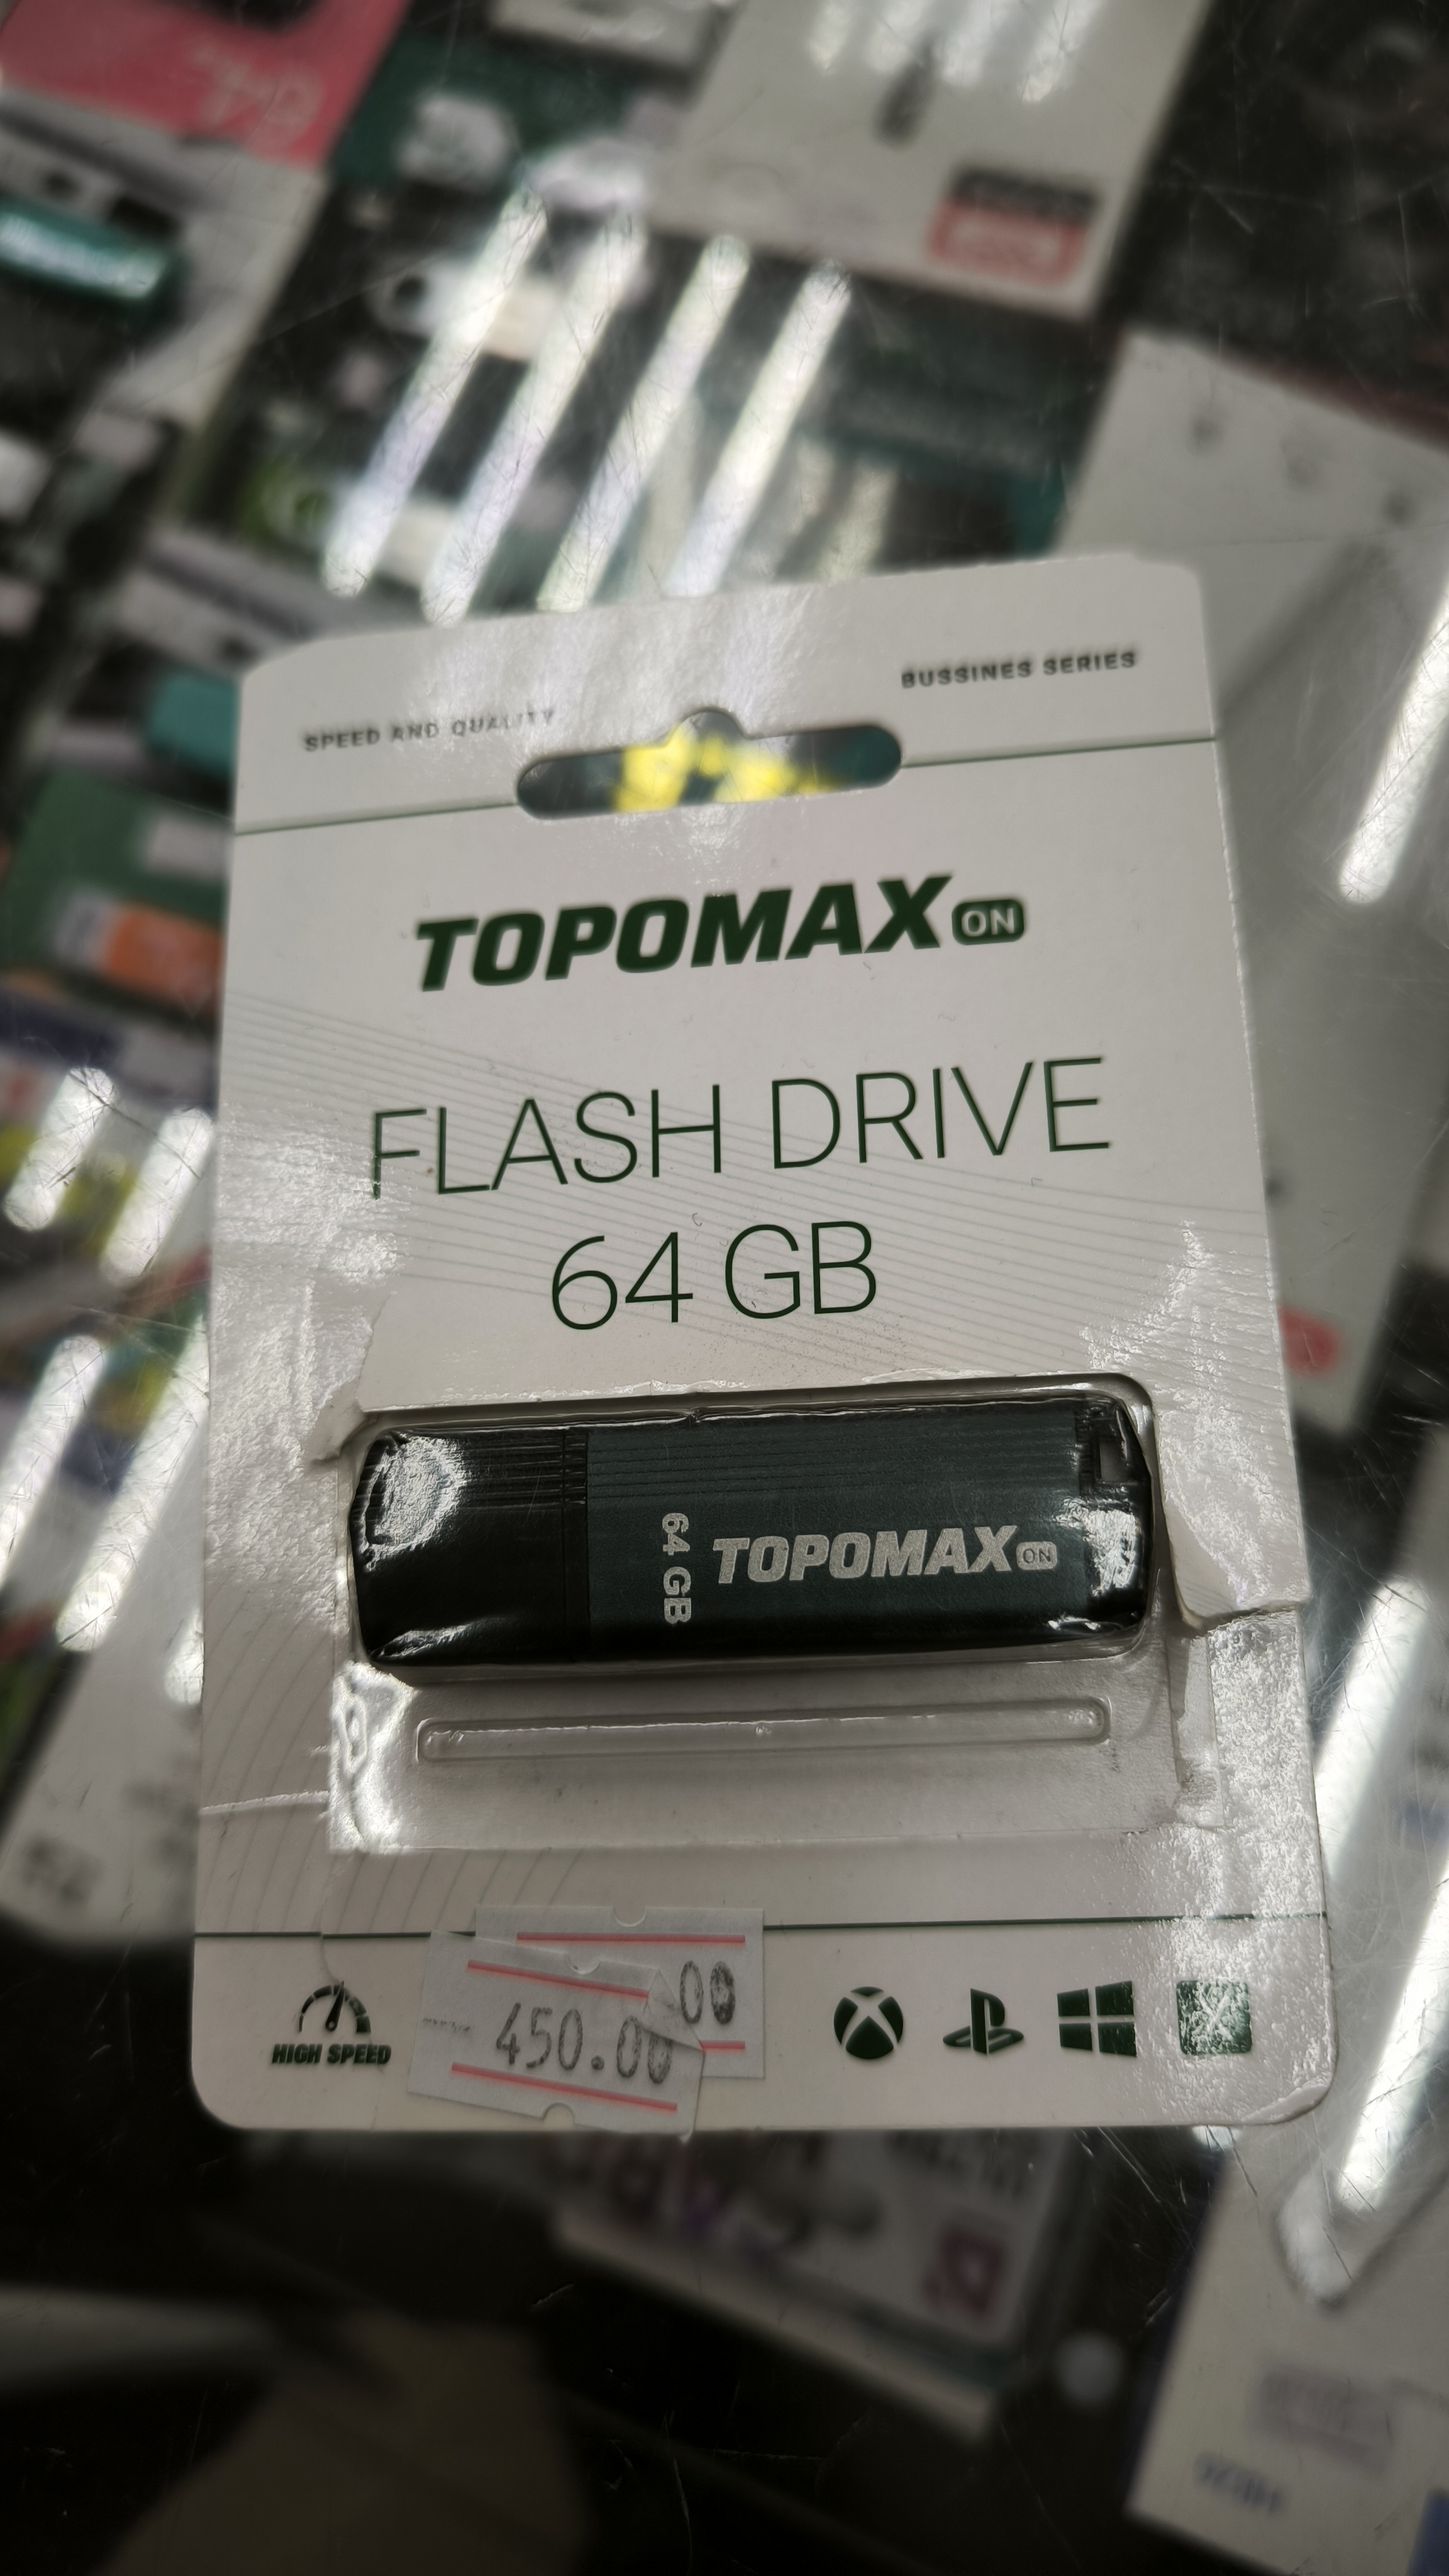 SPEED AND QUALITY
BUSSINES SERIES
TOPOMAX ON
FLASH DRIVE
64 GB
64 GB
TOPOMAX ON
00
450.00
HIGH SPEED